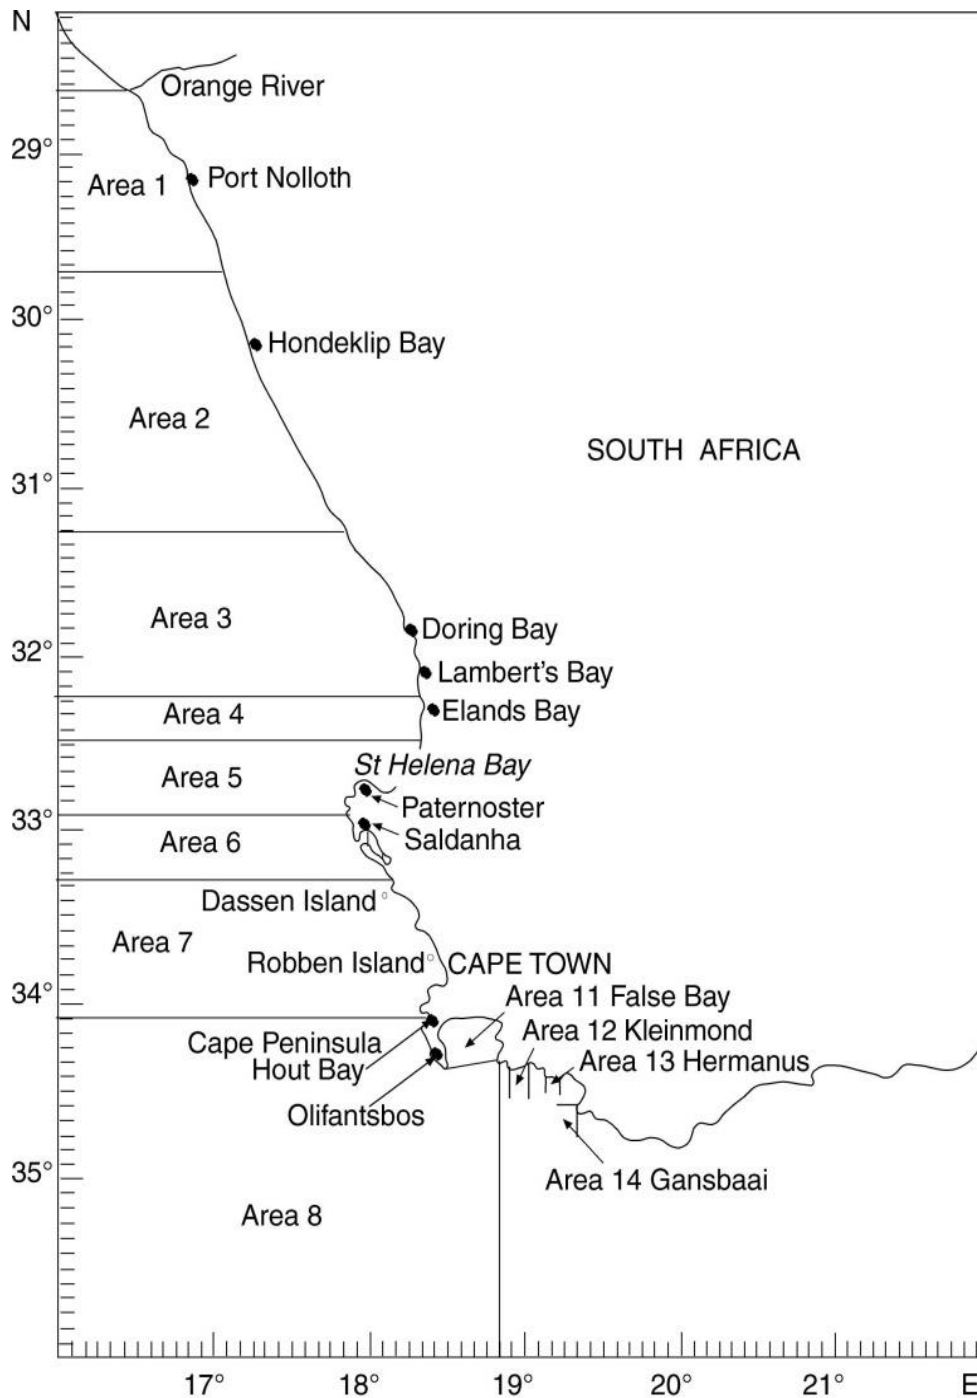 N
Orange River
29°
Area 1
Port Nolloth
30°
Hondeklip Bay
Area 2
SOUTH AFRICA
31°
Area 3
Doring Bay
32°
Lambert's Bay
Area 4
Elands Bay
St Helena Bay
Area 5
Paternoster
33°
Area 6
Saldanha
Dassen Island
Area 7
Robben Island
CAPE TOWN
34°
Area 11 False Bay
Area 12 Kleinmond
Cape Peninsula
Area 13 Hermanus
Hout Bay
Olifantsbos
35°
Area 14 Gansbaai
Area 8
17°
18°
19°
20°
21°
E